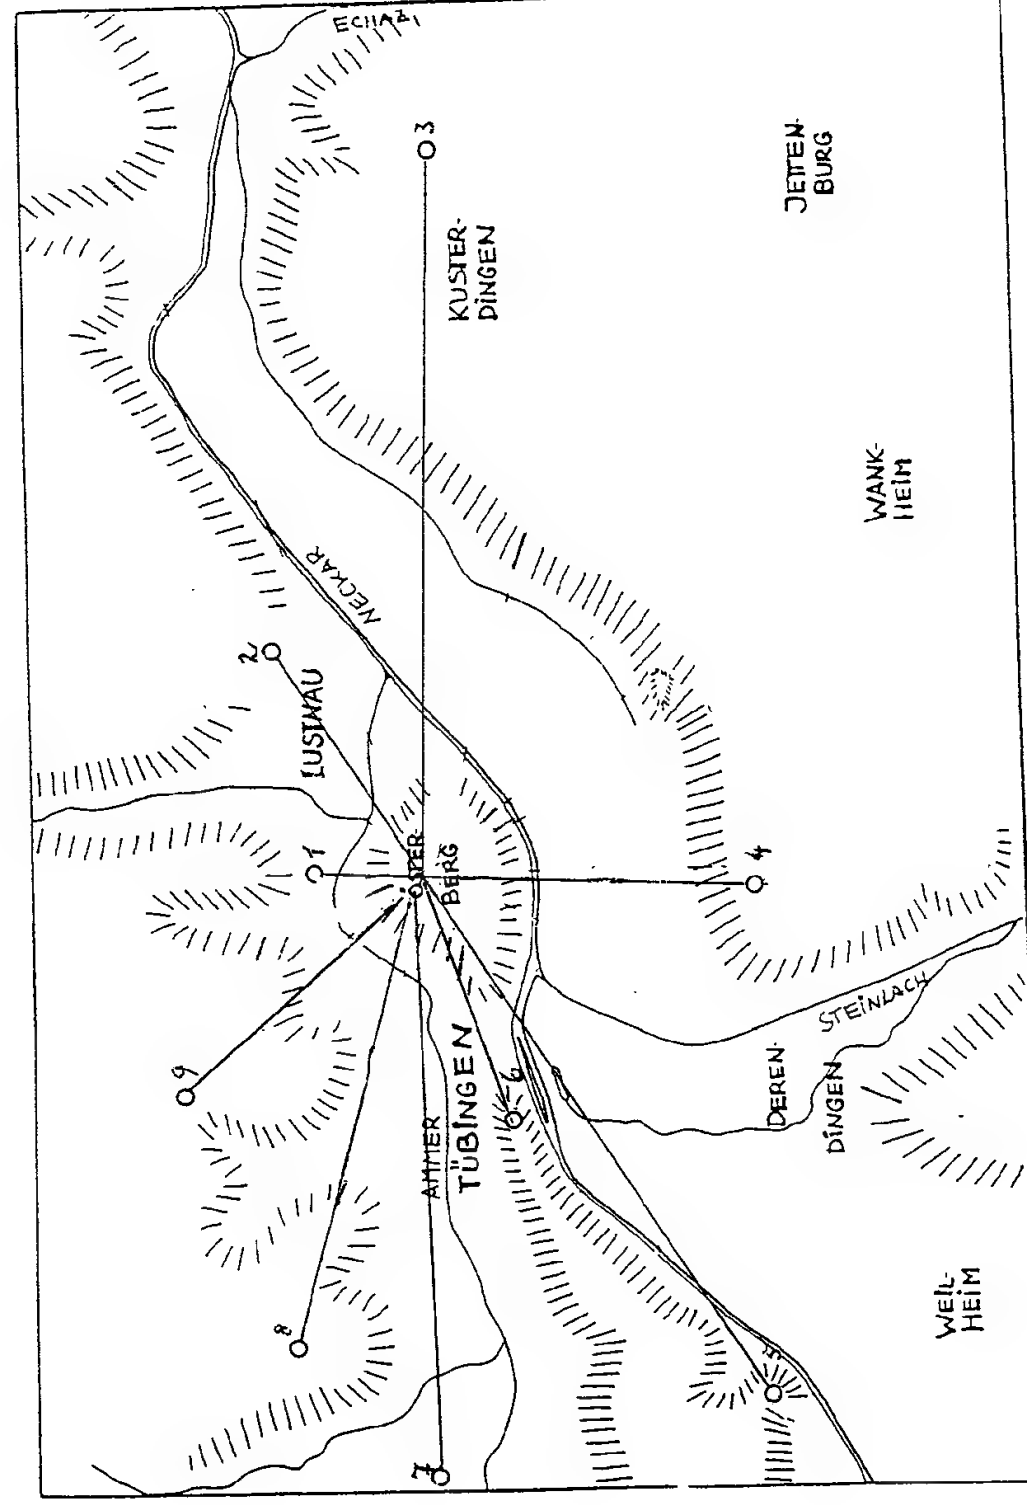 ECHAZ
3
JETTEN-
BURG
KUSTER-
DINGEN
WANK-
HEIM
NECKAR
2
LUSTNAU
1
ÖSTER-
BERG
4
STEINLACH
9
TÜBINGEN
6
DEREN-
DINGEN
AMMER
8
WEIL-
HEIM
5
7